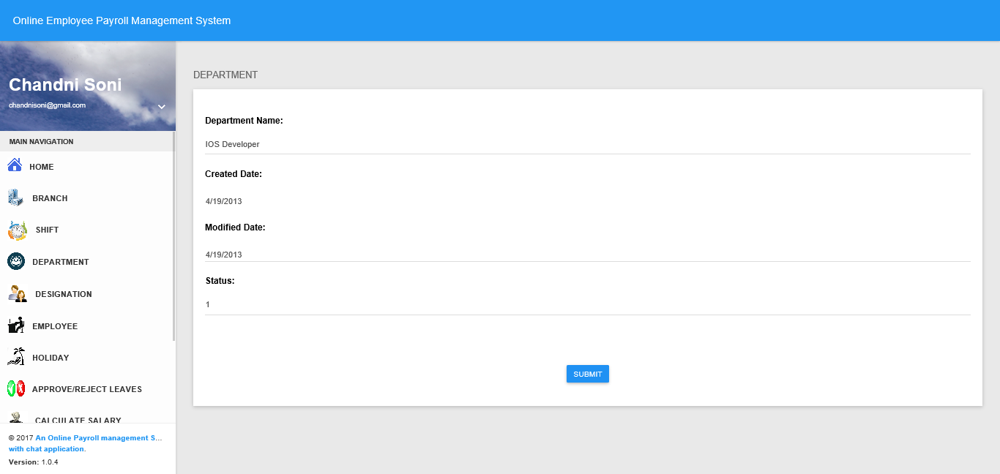 Online Employee Payroll Management System
Chandni Soni
chandnisoni@gmail.com
MAIN NAVIGATION
HOME
BRANCH
SHIFT
DEPARTMENT
DESIGNATION
EMPLOYEE
HOLIDAY
APPROVE/REJECT LEAVES
CALCULATE SALARY
© 2017 An Online Payroll management S...
with chat application.
Version: 1.0.4
DEPARTMENT
Department Name:
IOS Developer
Created Date:
4/19/2013
Modified Date:
4/19/2013
Status:
1
SUBMIT